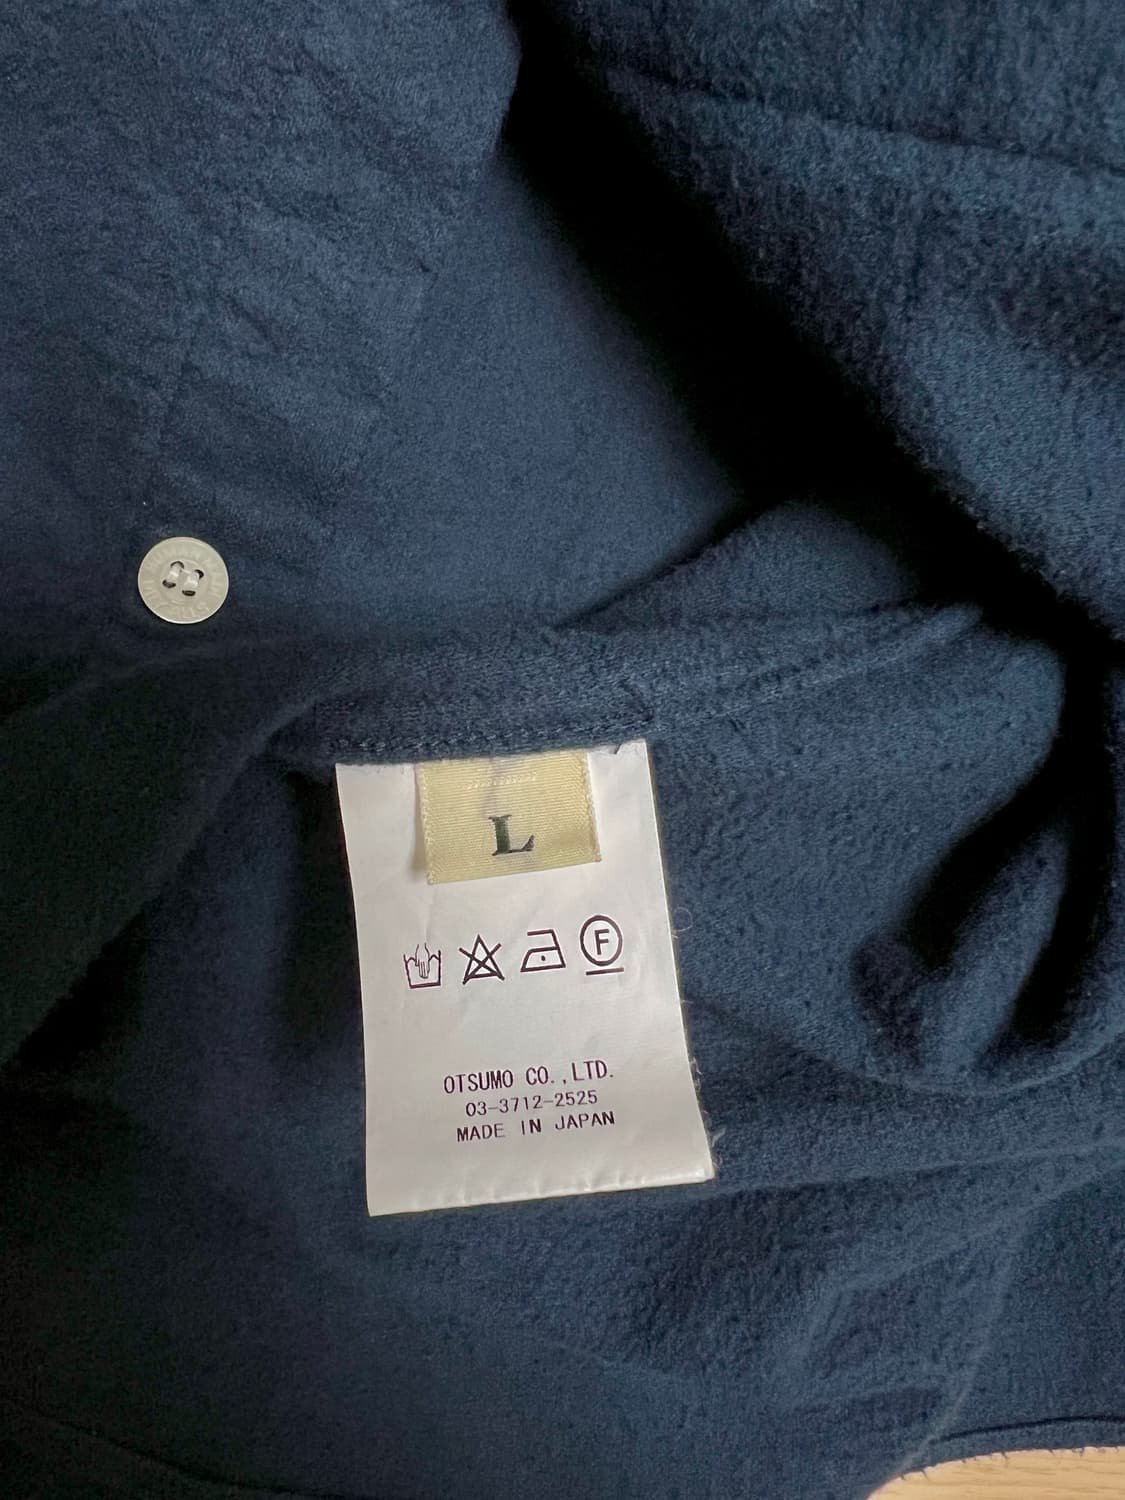 L
F
OTSUMO CO.,LTD.
03-3712-2525
MADE IN JAPAN